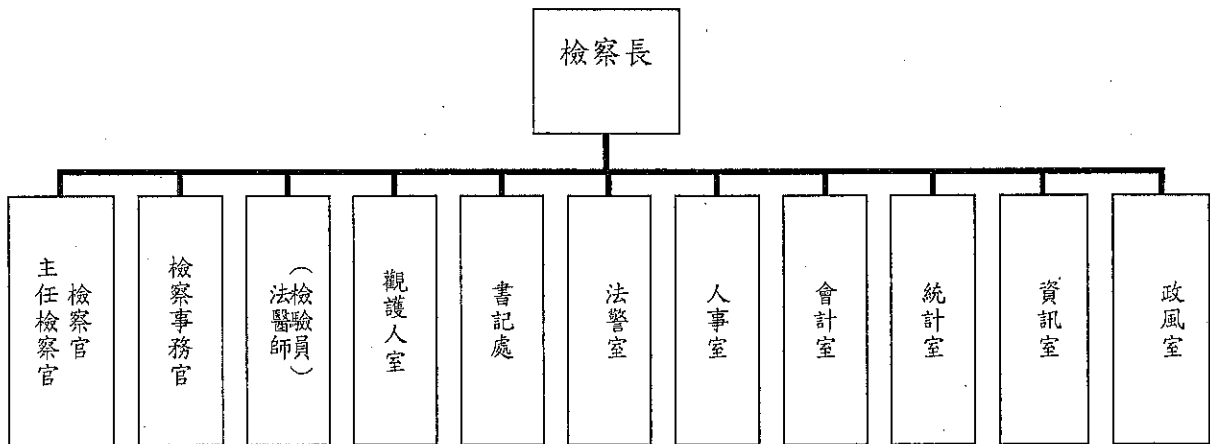 檢察長
主任檢察官
檢察官
檢察事務官
法醫師
（檢驗員）
觀護人室
書記處
法警室
人事室
會計室
統計室
資訊室
政風室